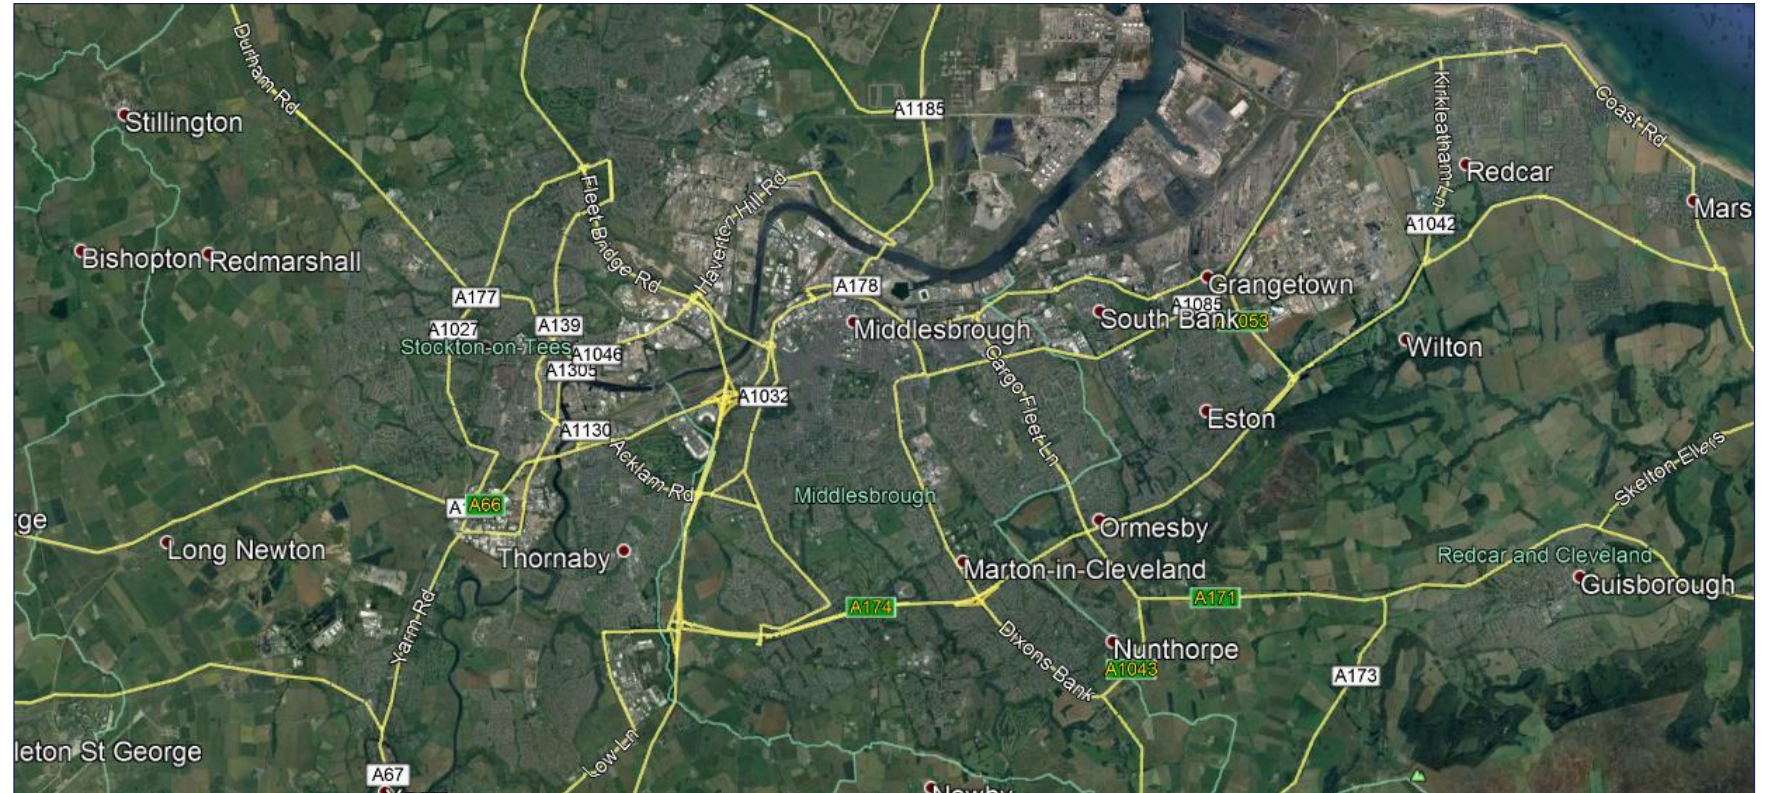 Durham Rd
A1185
Coast Rd
Kirkleatham Ln
Stillington
Redcar
Haverton Hill Rd
Fleet Bridge Rd
Mars
A1042
Bishopton
Redmarshall
Grangetown
A178
A177
A1085
South Bank
053
A1027
A139
Middlesbrough
Stockton-on-Tees
A1046
Wilton
A1305
Cargo Fleet Ln
A1032
Eston
A1130
Acklam Rd
Skelton Ellers
Middlesbrough
A66
rge
Ormesby
Long Newton
Thornaby
Redcar and Cleveland
Marton-in-Cleveland
Guisborough
A174
A171
Yarm Rd
Dixons Bank
Nunthorpe
A1043
A173
leton St George
Low Ln
A67
Newby